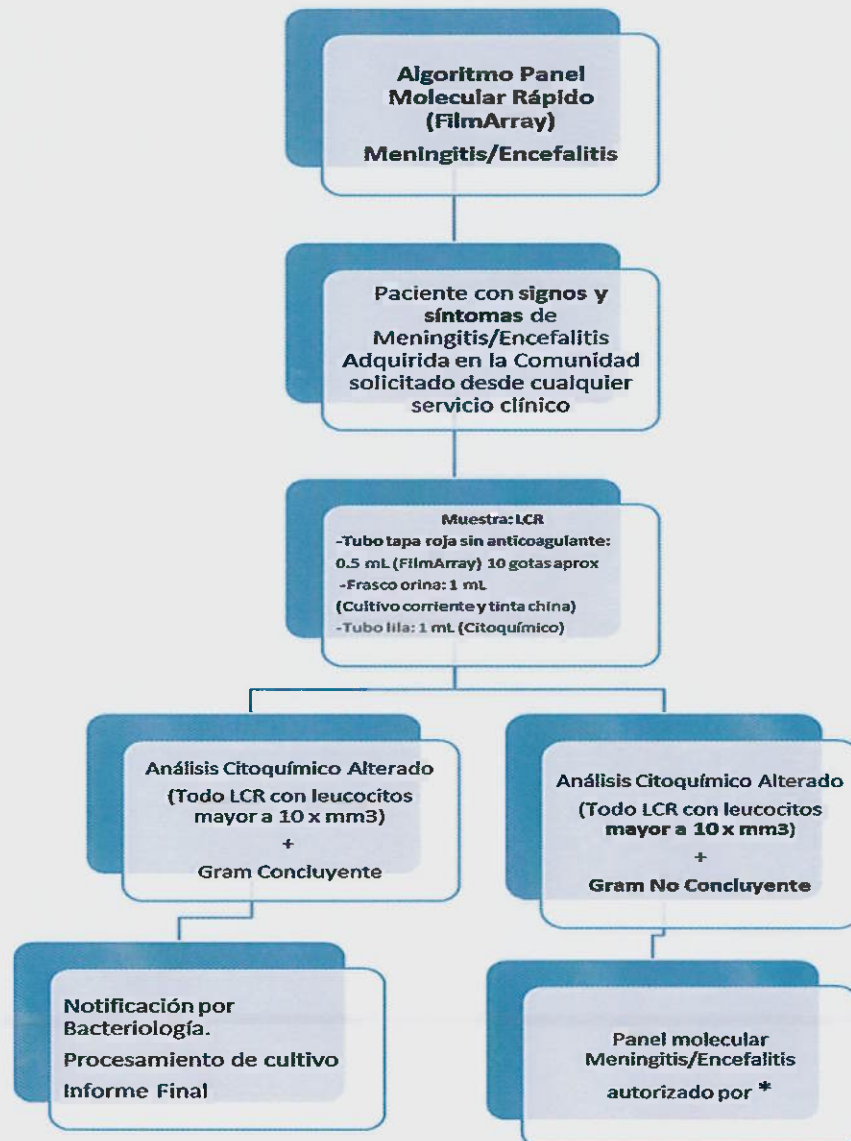 Algoritmo Panel
Molecular Rápido
(FilmArray)
Meningitis/Encefalitis
Paciente con signos y
síntomas de
Meningitis/Encefalitis
Adquirida en la Comunidad
solicitado desde cualquier
servicio clínico
Muestra: LCR
-Tubo tapa roja sin anticoagulante:
0.5 mL (FilmArray) 10 gotas aprox
-Frasco orina: 1 mL
(Cultivo corriente y tinta china)
-Tubo lila: 1 mL (Citoquímico)
Análisis Citoquímico Alterado
(Todo LCR con leucocitos
mayor a 10 x mm3)
+
Gram Concluyente
Análisis Citoquímico Alterado
(Todo LCR con leucocitos
mayor a 10 x mm3)
+
Gram No Concluyente
Notificación por
Bacteriología.
Procesamiento de cultivo
Informe Final
Panel molecular
Meningitis/Encefalitis
autorizado por *